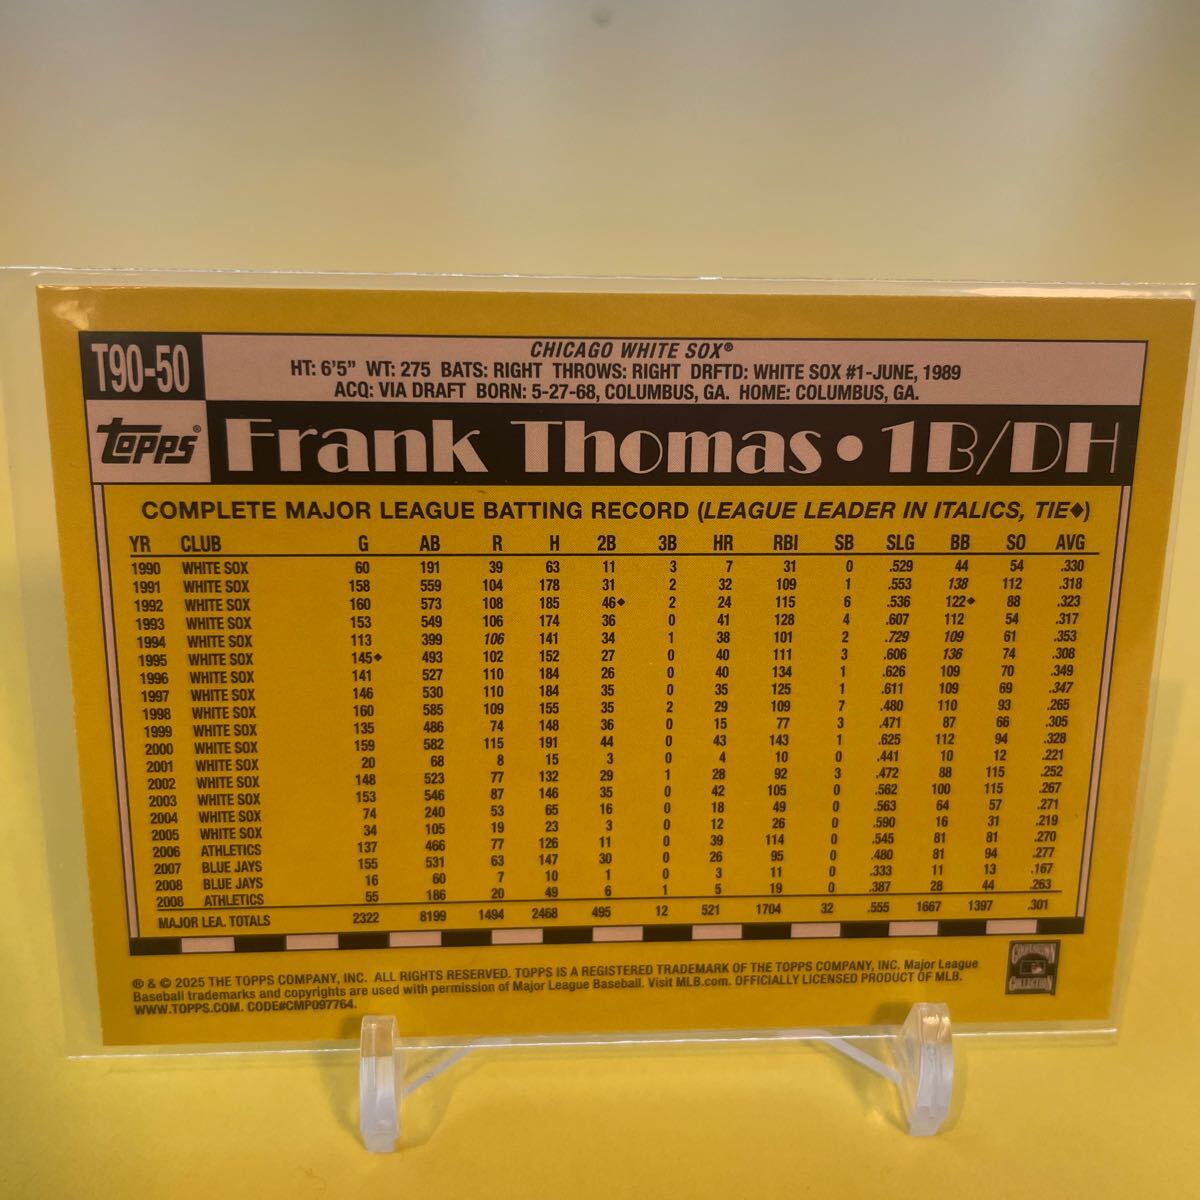 T90-50
CHICAGO WHITE SOX®
HT: 6'5" WT: 275 BATS: RIGHT THROWS: RIGHT DRFTD: WHITE SOX #1-JUNE, 1989
ACQ: VIA DRAFT BORN: 5-27-68, COLUMBUS, GA. HOME: COLUMBUS, GA.
topps® Frank Thomas • 1B/DH
COMPLETE MAJOR LEAGUE BATTING RECORD (LEAGUE LEADER IN ITALICS, TIE◆)
YR CLUB G AB R H 2B 3B HR RBI SB SLG BB SO AVG
1990 WHITE SOX 60 191 39 63 11 3 7 31 0 .529 44 54 .330
1991 WHITE SOX 158 559 104 178 31 2 32 109 1 .553 138 112 .318
1992 WHITE SOX 160 573 108 185 46◆ 2 24 115 6 .536 122◆ 88 .323
1993 WHITE SOX 153 549 106 174 36 0 41 128 4 .607 112 54 .317
1994 WHITE SOX 113 399 106 141 34 1 38 101 2 .729 109 61 .353
1995 WHITE SOX 145◆ 493 102 152 27 0 40 111 3 .606 136 74 .308
1996 WHITE SOX 141 527 110 184 26 0 40 134 1 .626 109 70 .349
1997 WHITE SOX 146 530 110 184 35 0 35 125 1 .611 109 69 .347
1998 WHITE SOX 160 585 109 155 35 2 29 109 7 .480 110 93 .265
1999 WHITE SOX 135 486 74 148 36 0 15 77 3 .471 87 66 .305
2000 WHITE SOX 159 582 115 191 44 0 43 143 1 .625 112 94 .328
2001 WHITE SOX 20 68 8 15 3 0 4 10 0 .441 10 12 .221
2002 WHITE SOX 148 523 77 132 29 1 28 92 3 .472 88 115 .252
2003 WHITE SOX 153 546 87 146 35 0 42 105 0 .562 100 115 .267
2004 WHITE SOX 74 240 53 65 16 0 18 49 0 .563 64 57 .271
2005 WHITE SOX 34 105 19 23 3 0 12 26 0 .590 16 31 .219
2006 ATHLETICS 137 466 77 126 11 0 39 114 0 .545 81 81 .270
2007 BLUE JAYS 155 531 63 147 30 0 26 95 0 .480 81 94 .277
2008 BLUE JAYS 16 60 7 10 1 0 3 11 0 .333 11 13 .167
2008 ATHLETICS 55 186 20 49 6 1 5 19 0 .387 28 44 .263
MAJOR LEA. TOTALS 2322 8199 1494 2468 495 12 521 1704 32 .555 1667 1397 .301
® & © 2025 THE TOPPS COMPANY, INC. ALL RIGHTS RESERVED. TOPPS IS A REGISTERED TRADEMARK OF THE TOPPS COMPANY, INC. Major League
Baseball trademarks and copyrights are used with permission of Major League Baseball. Visit MLB.com. OFFICIALLY LICENSED PRODUCT OF MLB.
WWW.TOPPS.COM. CODE#CMP097764.
COOPERSTOWN
COLLECTION